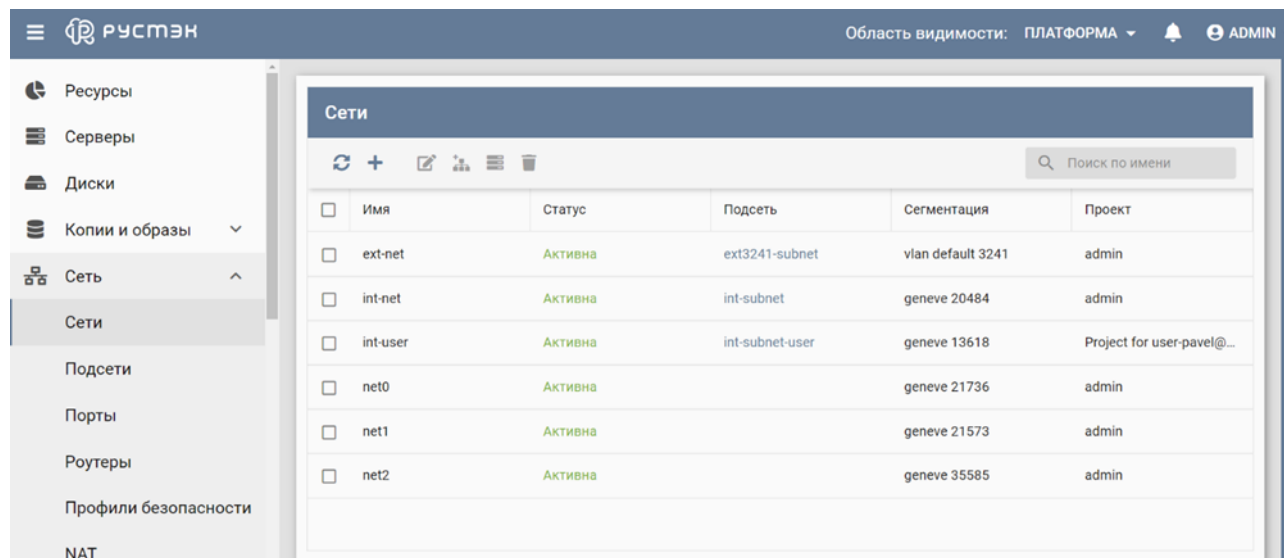 РУСТЭК Область видимости: ПЛАТФОРМА ADMIN
Ресурсы
Серверы
Диски
Копии и образы
Сеть
Сети
Подсети
Порты
Роутеры
Профили безопасности
NAT
Сети
Поиск по имени
Имя Статус Подсеть Сегментация Проект
ext-net Активна ext3241-subnet vlan default 3241 admin
int-net Активна int-subnet geneve 20484 admin
int-user Активна int-subnet-user geneve 13618 Project for user-pavel@...
net0 Активна geneve 21736 admin
net1 Активна geneve 21573 admin
net2 Активна geneve 35585 admin